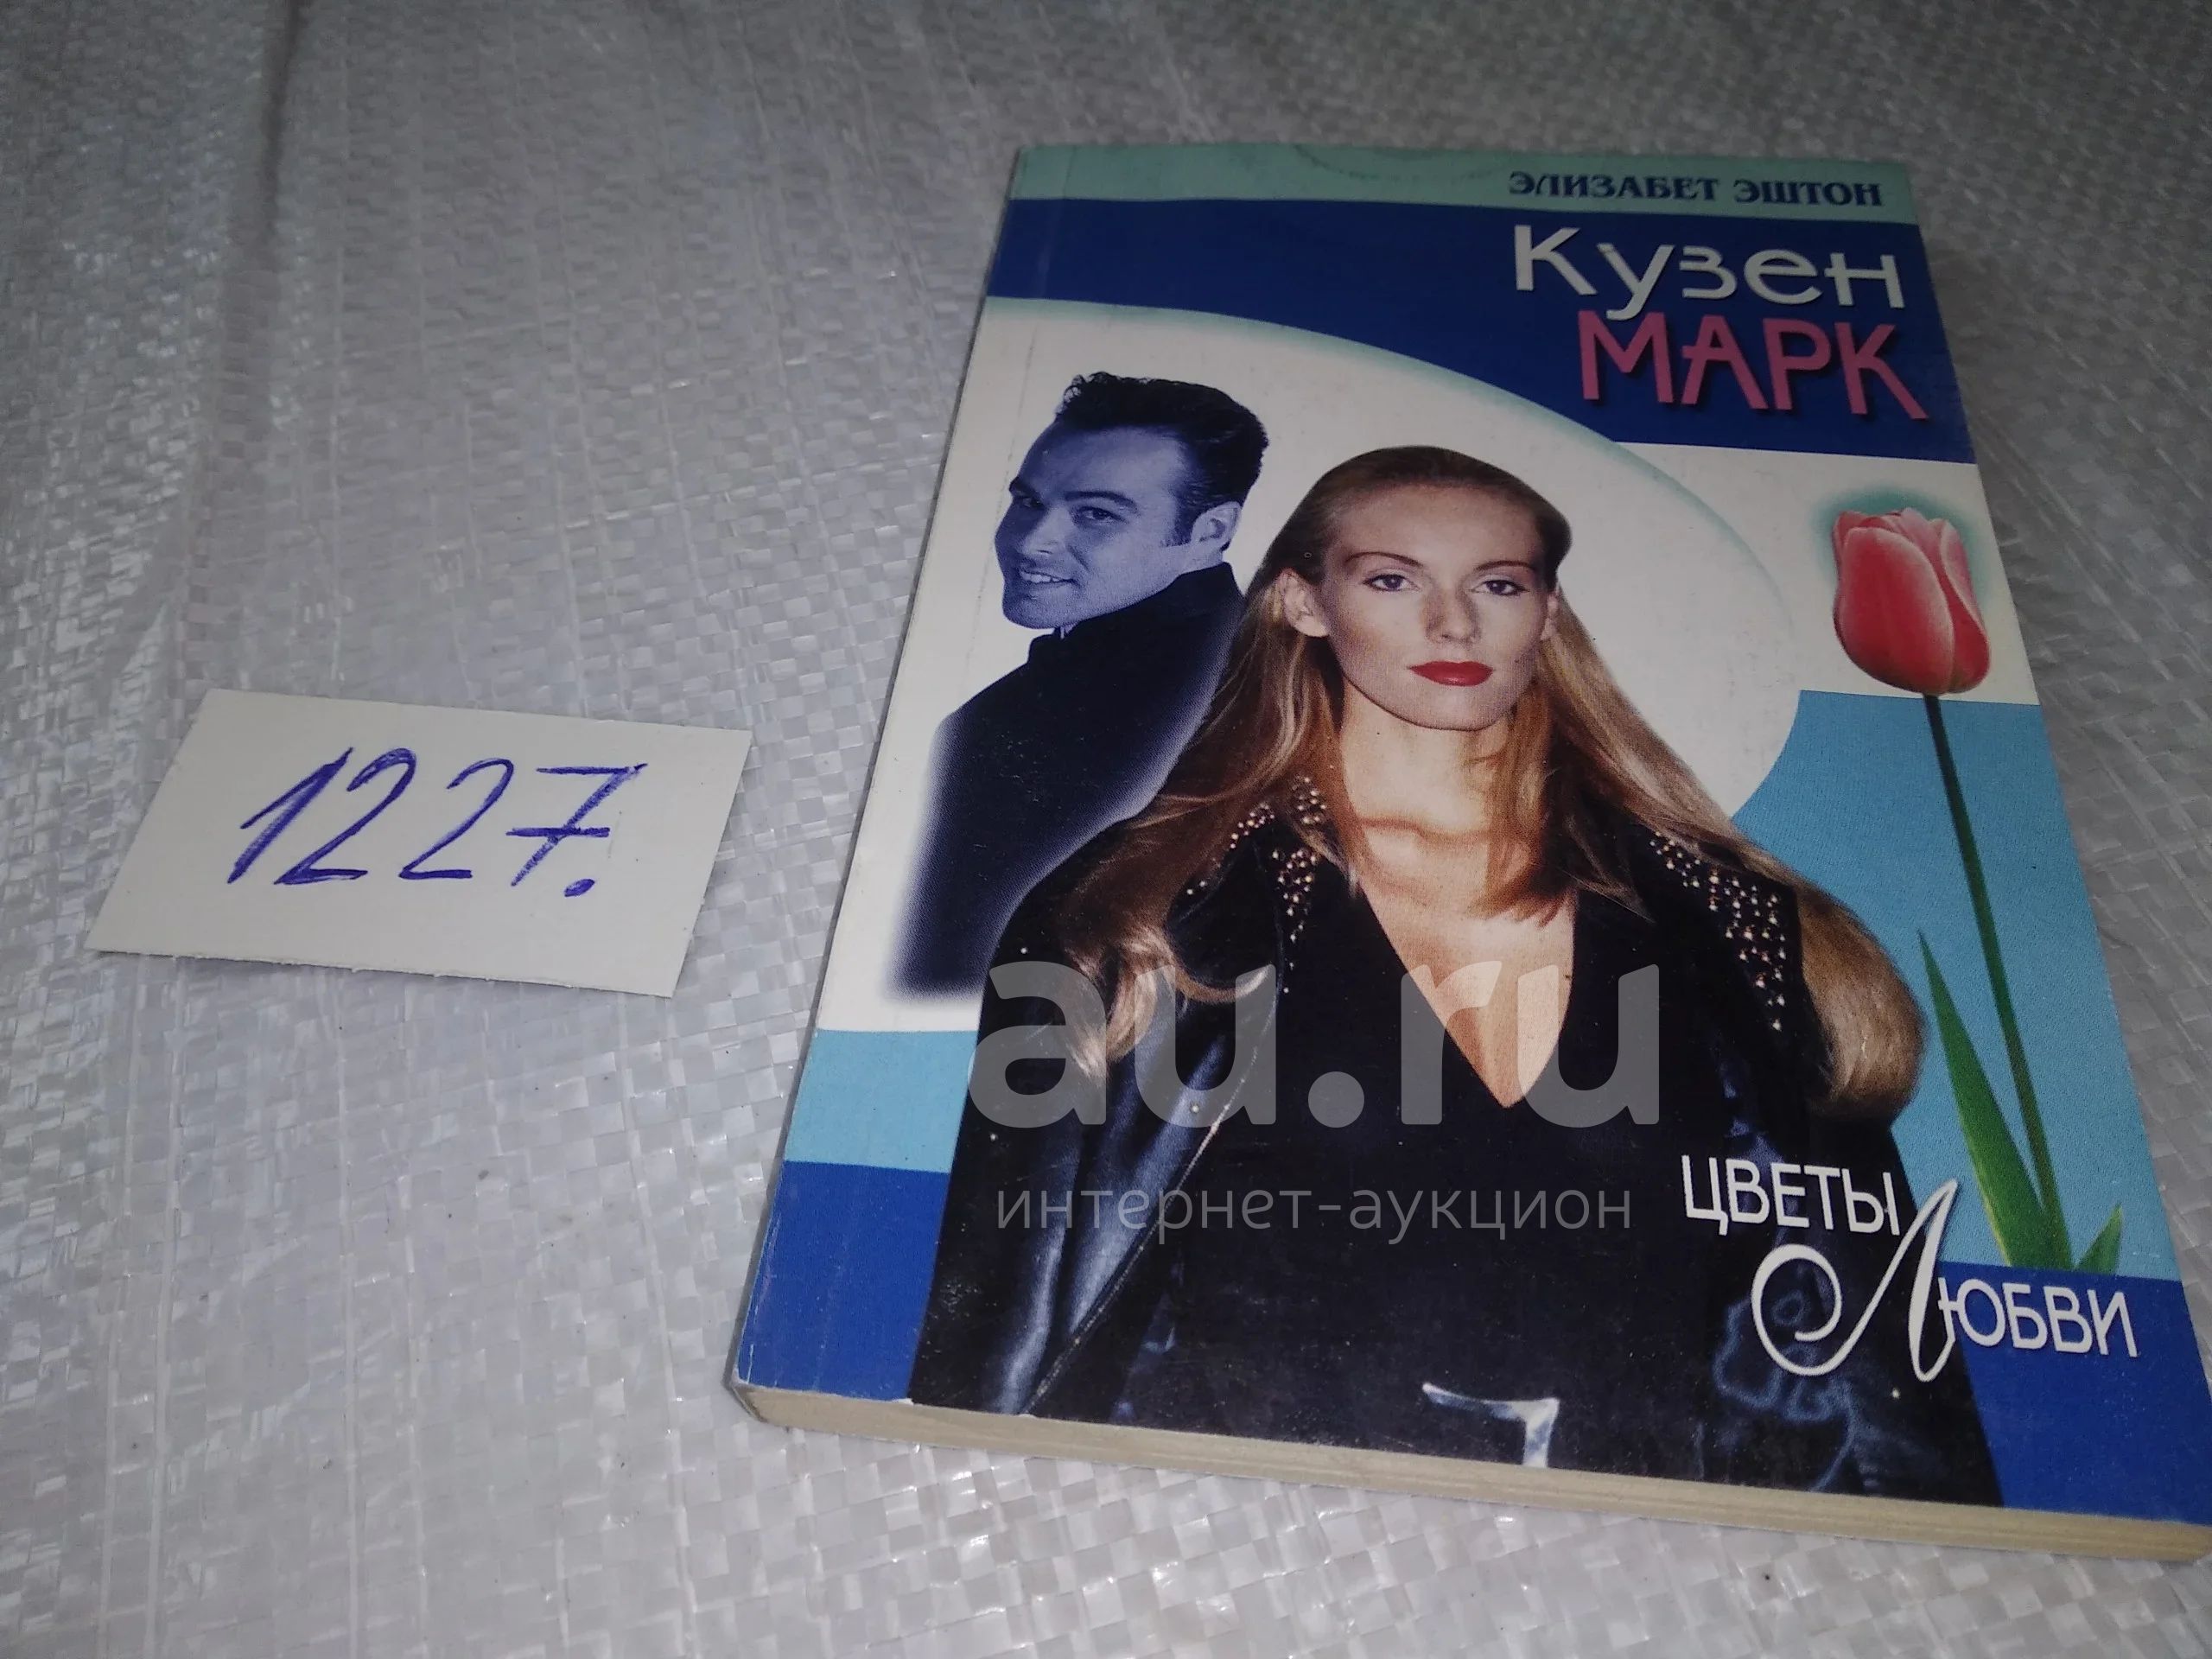 ЭЛИЗАБЕТ ЭШТОН
Кузен
МАРК
1227.
au.ru
интернет-аукцион
ЦВЕТЫ
ЛЮБВИ